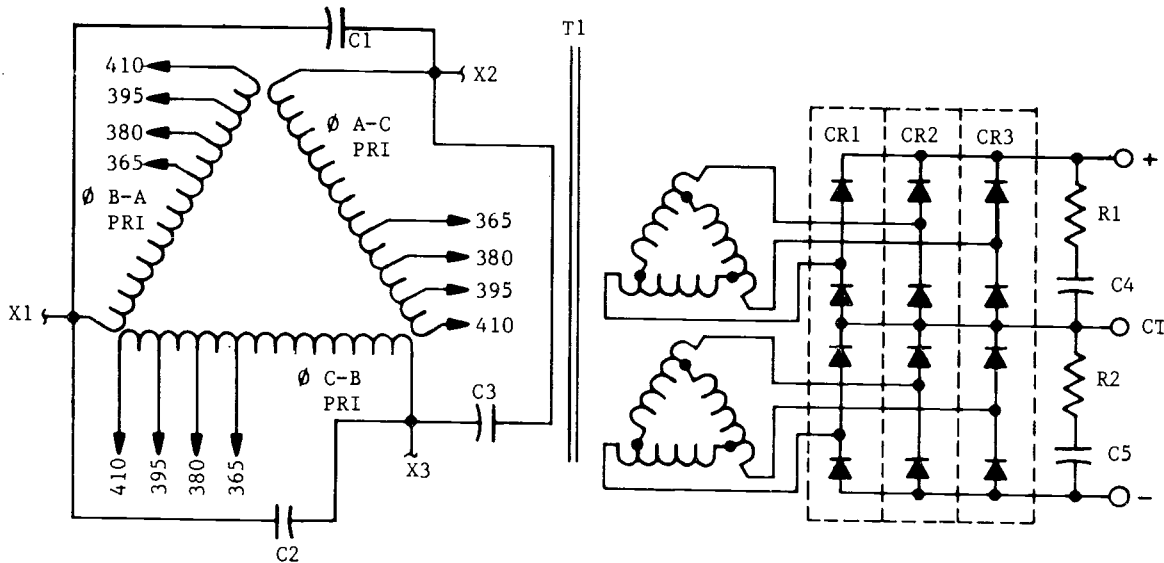 T1
C1
X2
410
395
380
365
Ø A-C
PRI
Ø B-A
PRI
365
380
395
410
X1
Ø C-B
PRI
C3
X3
410
395
380
365
C2
CR1
CR2
CR3
+
R1
C4
CT
R2
C5
-